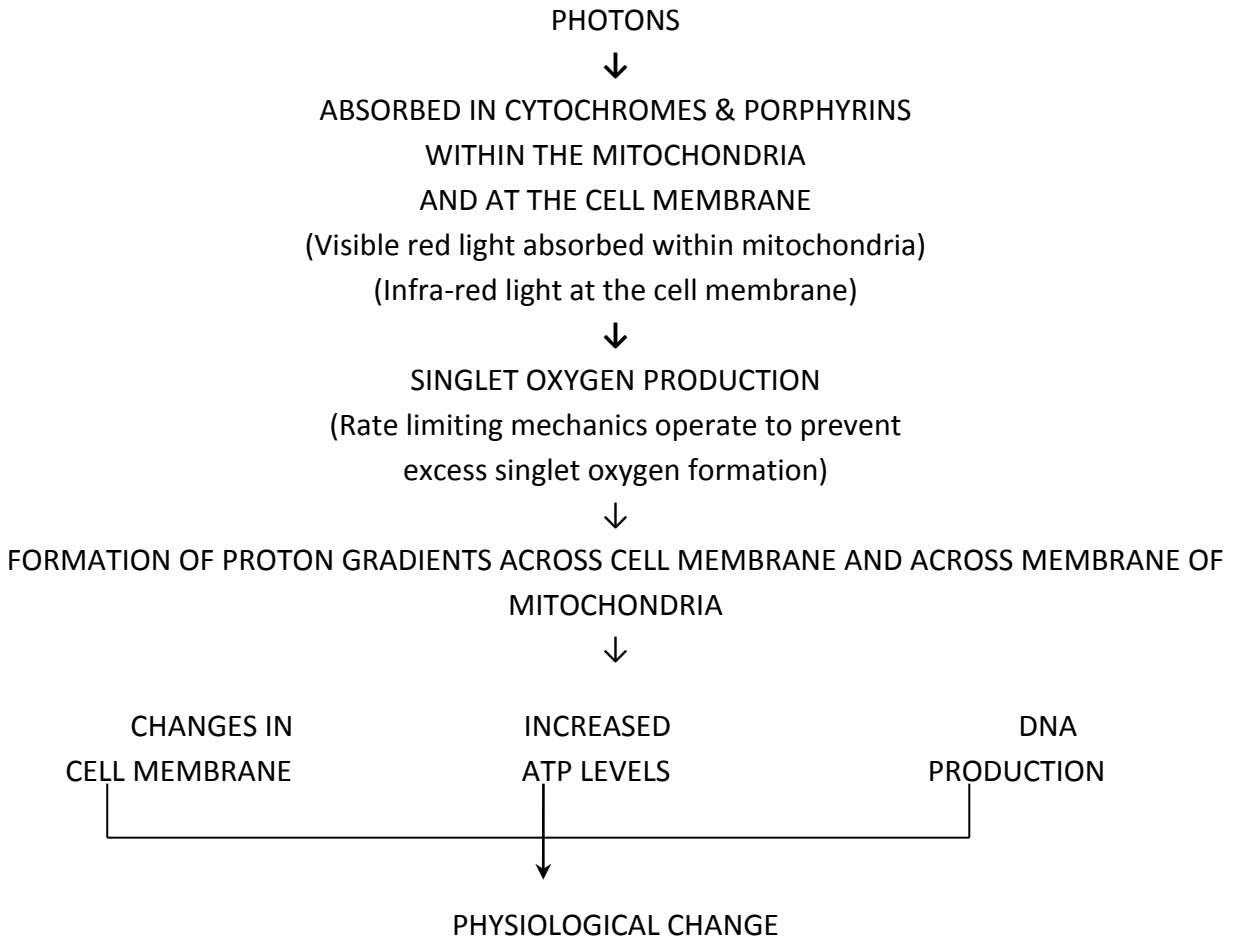 PHOTONS
↓
ABSORBED IN CYTOCHROMES & PORPHYRINS
WITHIN THE MITOCHONDRIA
AND AT THE CELL MEMBRANE
(Visible red light absorbed within mitochondria)
(Infra-red light at the cell membrane)
↓
SINGLET OXYGEN PRODUCTION
(Rate limiting mechanics operate to prevent
excess singlet oxygen formation)
↓
FORMATION OF PROTON GRADIENTS ACROSS CELL MEMBRANE AND ACROSS MEMBRANE OF
MITOCHONDRIA
↓
CHANGES IN
CELL MEMBRANE
INCREASED
ATP LEVELS
DNA
PRODUCTION
PHYSIOLOGICAL CHANGE